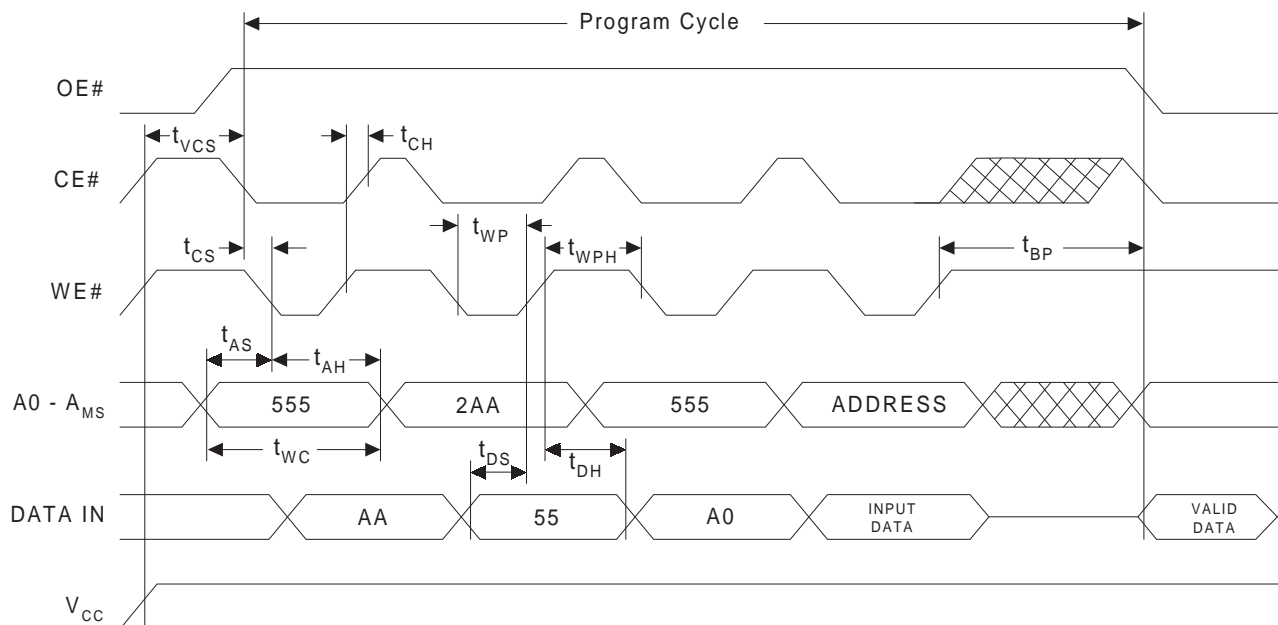 Program Cycle
OE#
tVCS
tCH
CE#
tWP
tCS
tWPH
tBP
WE#
tAS
tAH
A0 - AMS
555
2AA
555
ADDRESS
tWC
tDS
tDH
DATA IN
AA
55
A0
INPUT
DATA
VALID
DATA
VCC